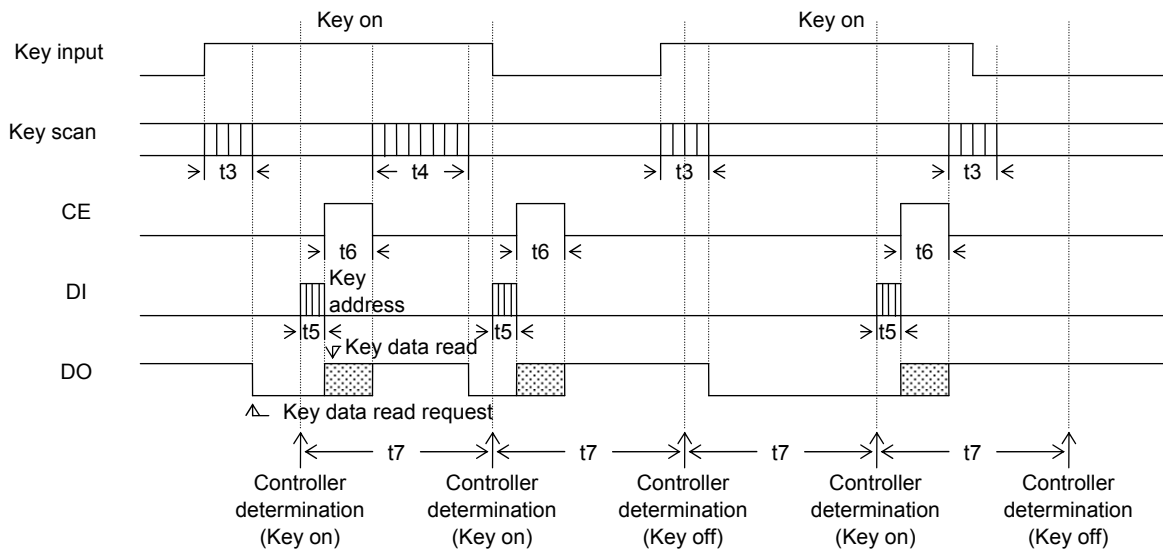 Key on
Key on
Key input
Key scan
t3
t4
t3
t3
CE
t6
t6
t6
DI
Key
address
t5
t5
t5
Key data read
DO
Key data read request
t7
t7
t7
t7
Controller
determination
(Key on)
Controller
determination
(Key on)
Controller
determination
(Key off)
Controller
determination
(Key on)
Controller
determination
(Key off)